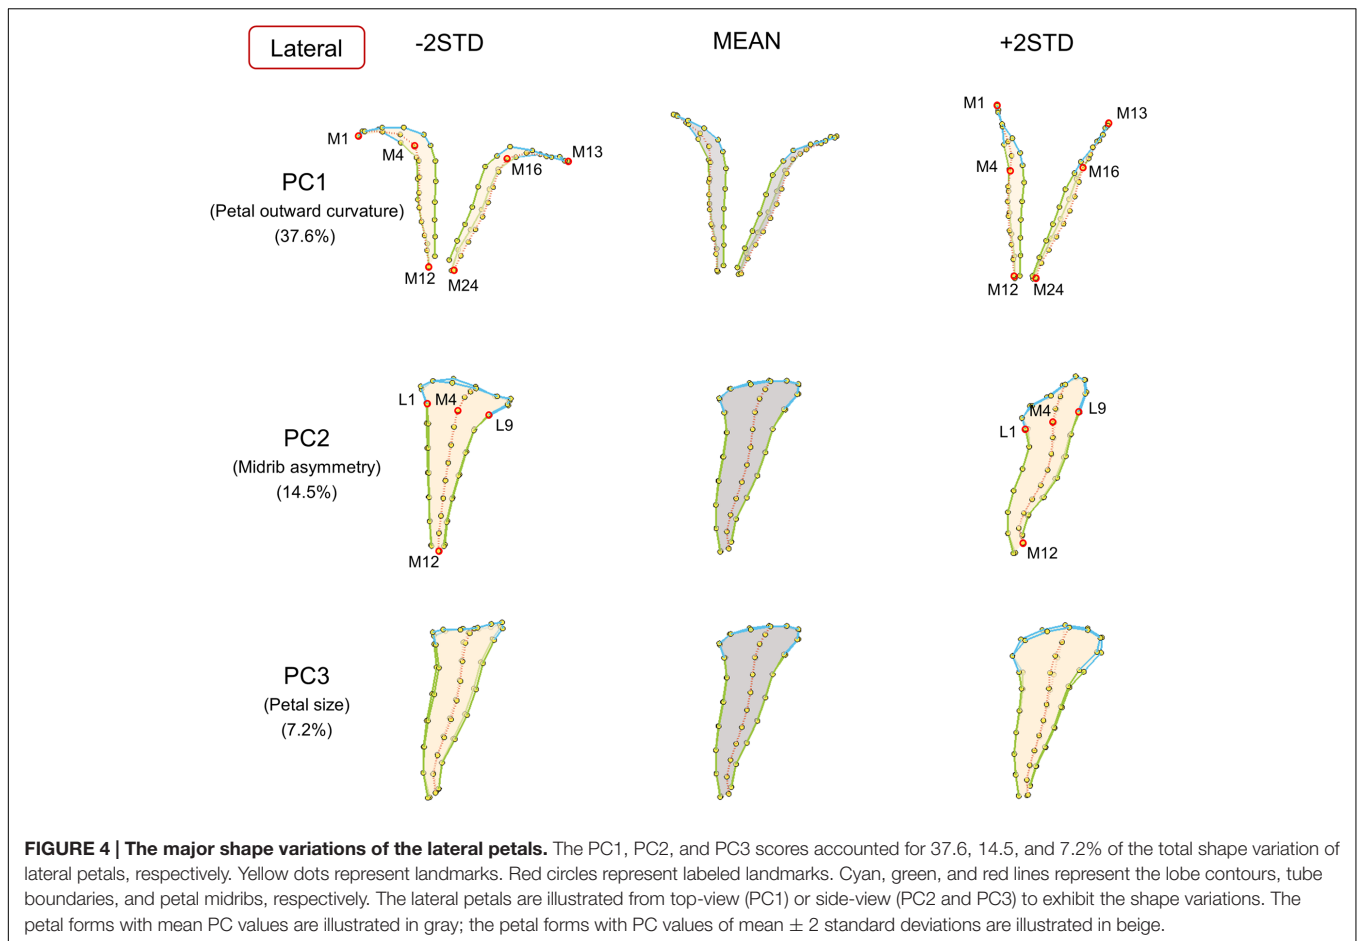 Lateral
-2STD
MEAN
+2STD
PC1
(Petal outward curvature)
(37.6%)
M1
M4
M16
M13
M12
M24
M1
M13
M4
M16
M12
M24
PC2
(Midrib asymmetry)
(14.5%)
L1
M4
L9
M12
M4
L9
L1
M12
PC3
(Petal size)
(7.2%)
FIGURE 4 | The major shape variations of the lateral petals. The PC1, PC2, and PC3 scores accounted for 37.6, 14.5, and 7.2% of the total shape variation of
lateral petals, respectively. Yellow dots represent landmarks. Red circles represent labeled landmarks. Cyan, green, and red lines represent the lobe contours, tube
boundaries, and petal midribs, respectively. The lateral petals are illustrated from top-view (PC1) or side-view (PC2 and PC3) to exhibit the shape variations. The
petal forms with mean PC values are illustrated in gray; the petal forms with PC values of mean ± 2 standard deviations are illustrated in beige.